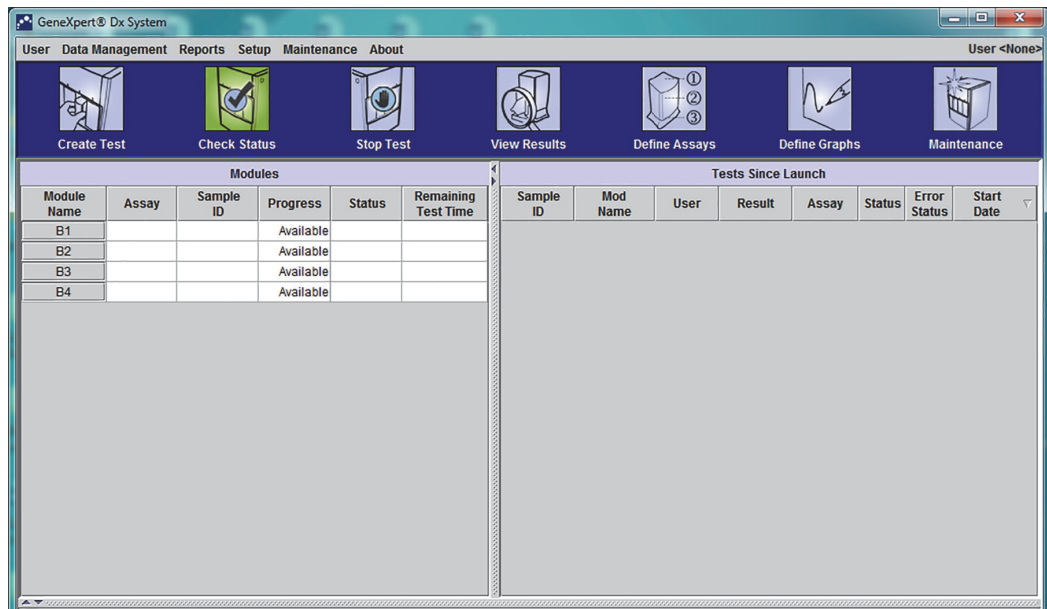 GeneXpert® Dx System
User Data Management Reports Setup Maintenance About User <None>
Create Test Check Status Stop Test View Results Define Assays Define Graphs Maintenance
① ② ③
Modules
Module Name Assay Sample ID Progress Status Remaining Test Time
B1 Available
B2 Available
B3 Available
B4 Available
Tests Since Launch
Sample ID Mod Name User Result Assay Status Error Status Start Date